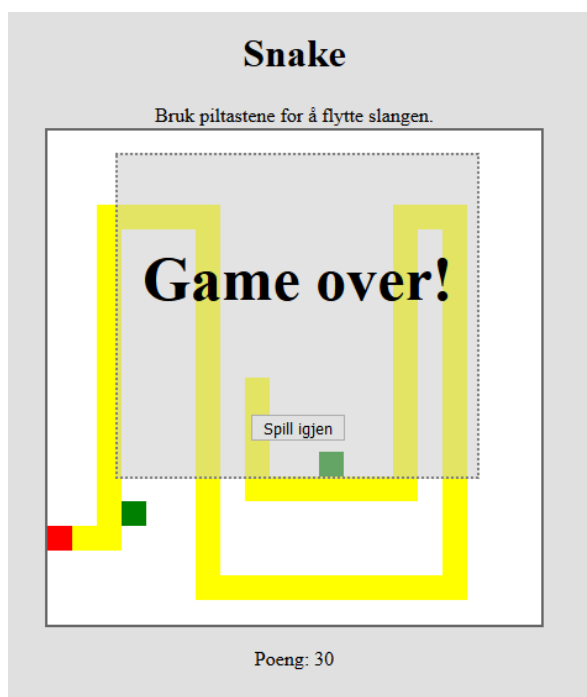 Snake
Bruk piltastene for å flytte slangen.
Game over!
Spill igjen
Poeng: 30